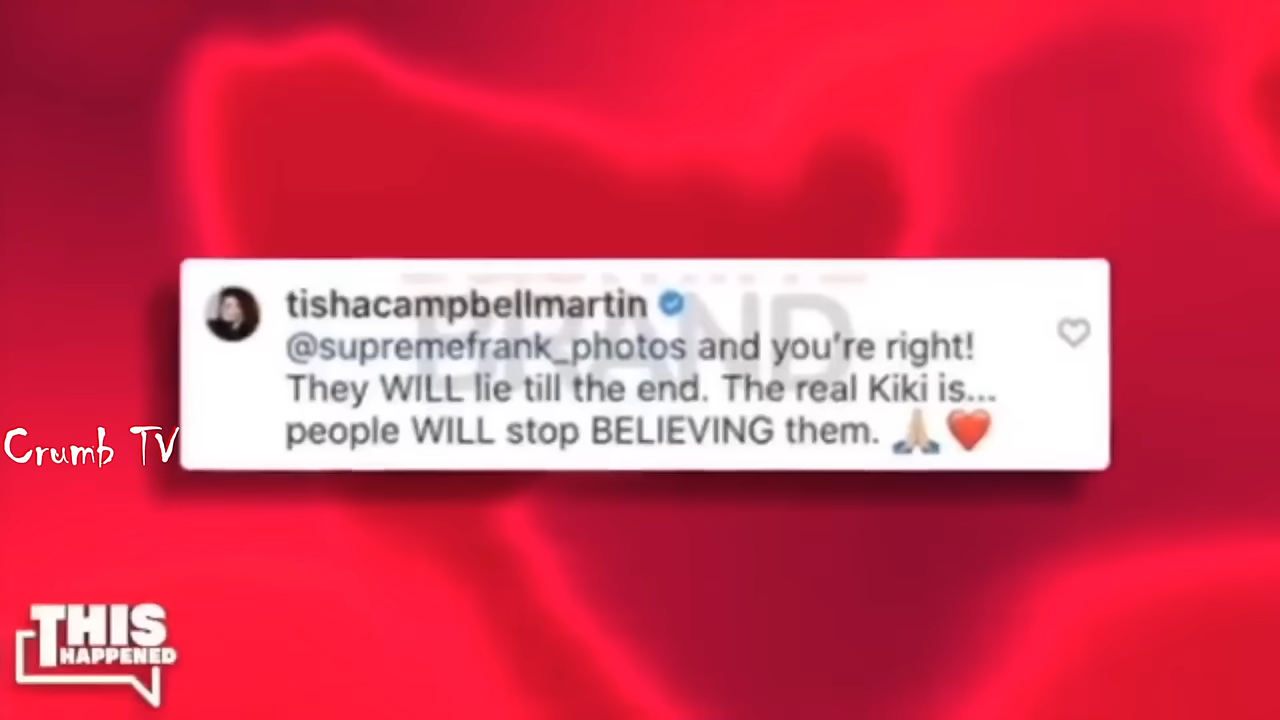 tishacampbellmartin
@supremefrank_photos and you're right!
They WILL lie till the end. The real Kiki is...
people WILL stop BELIEVING them. 🙏🏼❤️
BRAND
Crumb TV
THIS
HAPPENED